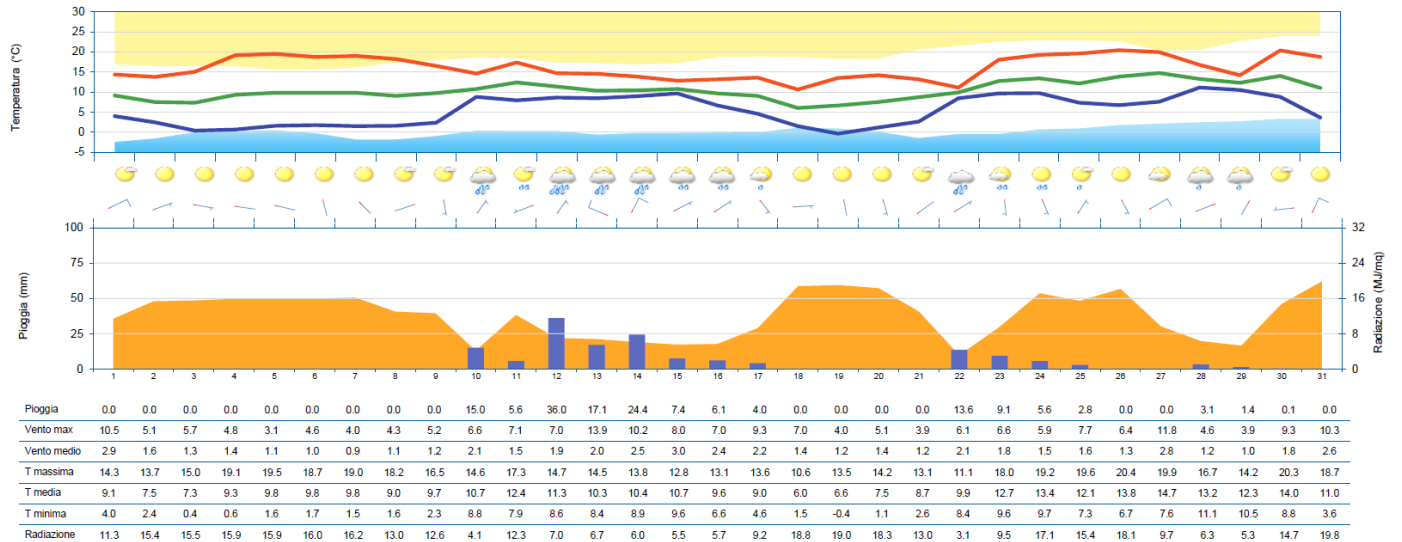 30
25
20
15
10
5
0
-5
Temperatura (°C)
100 32
75 24
50 16
25 8
0 0
Pioggia (mm)
Radiazione (MJ/mq)
1 2 3 4 5 6 7 8 9 10 11 12 13 14 15 16 17 18 19 20 21 22 23 24 25 26 27 28 29 30 31
Pioggia 0.0 0.0 0.0 0.0 0.0 0.0 0.0 0.0 0.0 15.0 5.6 36.0 17.1 24.4 7.4 6.1 4.0 0.0 0.0 0.0 0.0 13.6 9.1 5.6 2.8 0.0 0.0 3.1 1.4 0.1 0.0
Vento max 10.5 5.1 5.7 4.8 3.1 4.6 4.0 4.3 5.2 6.6 7.1 7.0 13.9 10.2 8.0 7.0 9.3 7.0 4.0 5.1 3.9 6.1 6.6 5.9 7.7 6.4 11.8 4.6 3.9 9.3 10.3
Vento medio 2.9 1.6 1.3 1.4 1.1 1.0 0.9 1.1 1.2 2.1 1.5 1.9 2.0 2.5 3.0 2.4 2.2 1.4 1.2 1.4 1.2 2.1 1.8 1.5 1.6 1.3 2.8 1.2 1.0 1.8 2.6
T massima 14.3 13.7 15.0 19.1 19.5 18.7 19.0 18.2 16.5 14.6 17.3 14.7 14.5 13.8 12.8 13.1 13.6 10.6 13.5 14.2 13.1 11.1 18.0 19.2 19.6 20.4 19.9 16.7 14.2 20.3 18.7
T media 9.1 7.5 7.3 9.3 9.8 9.8 9.8 9.0 9.7 10.7 12.4 11.3 10.3 10.4 10.7 9.6 9.0 6.0 6.6 7.5 8.7 9.9 12.7 13.4 12.1 13.8 14.7 13.2 12.3 14.0 11.0
T minima 4.0 2.4 0.4 0.6 1.6 1.7 1.5 1.6 2.3 8.8 7.9 8.6 8.4 8.9 9.6 6.6 4.6 1.5 -0.4 1.1 2.6 8.4 9.6 9.7 7.3 6.7 7.6 11.1 10.5 8.8 3.6
Radiazione 11.3 15.4 15.5 15.9 15.9 16.0 16.2 13.0 12.6 4.1 12.3 7.0 6.7 6.0 5.5 5.7 9.2 18.8 19.0 18.3 13.0 3.1 9.5 17.1 15.4 18.1 9.7 6.3 5.3 14.7 19.8